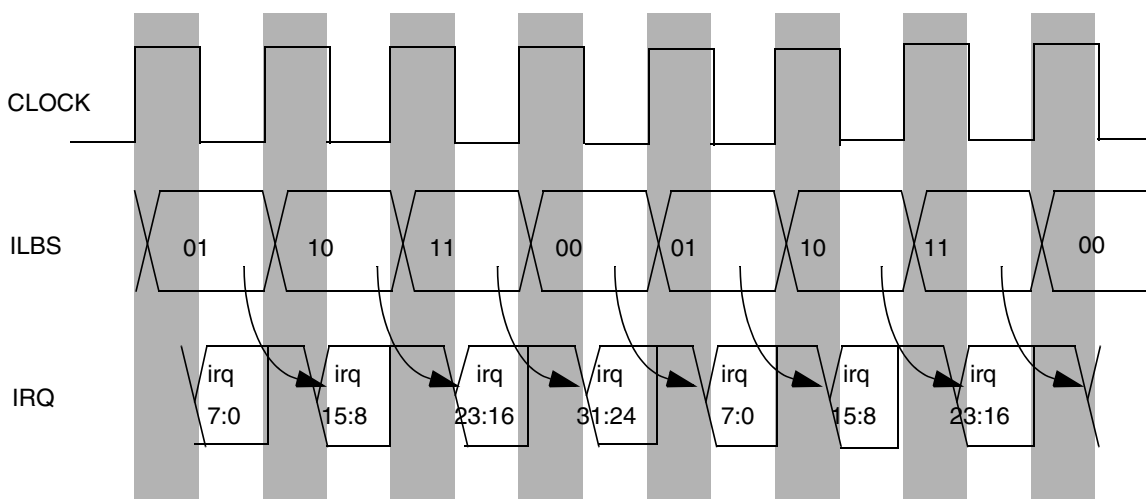 CLOCK
ILBS
01 10 11 00 01 10 11 00
IRQ
irq irq irq irq irq irq irq
7:0 15:8 23:16 31:24 7:0 15:8 23:16